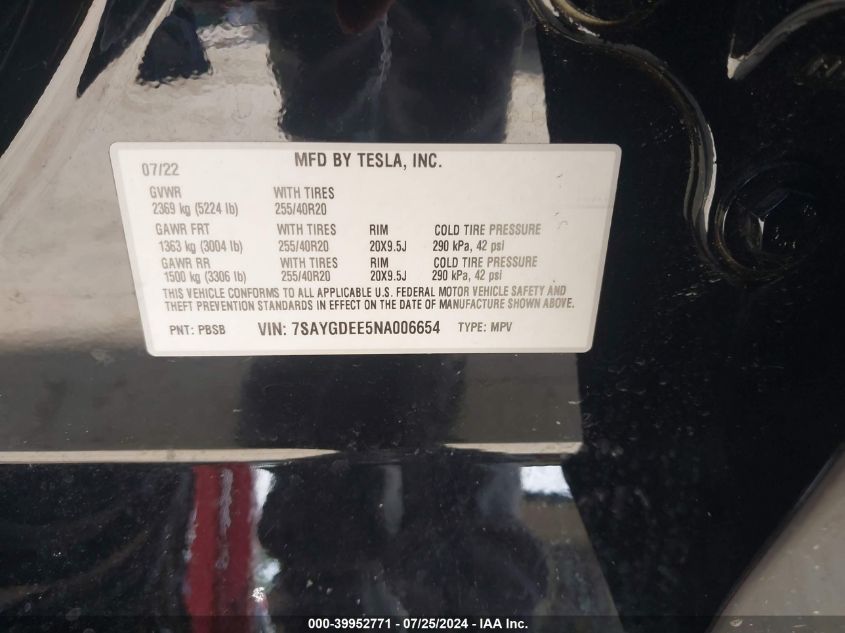 07/22 MFD BY TESLA, INC.
GVWR WITH TIRES
2369 kg (5224 lb) 255/40R20
GAWR FRT WITH TIRES RIM COLD TIRE PRESSURE
1363 kg (3004 lb) 255/40R20 20X9.5J 290 kPa, 42 psi
GAWR RR WITH TIRES RIM COLD TIRE PRESSURE
1500 kg (3306 lb) 255/40R20 20X9.5J 290 kPa, 42 psi
THIS VEHICLE CONFORMS TO ALL APPLICABLE U.S. FEDERAL MOTOR VEHICLE SAFETY AND
THEFT PREVENTION STANDARDS IN EFFECT ON THE DATE OF MANUFACTURE SHOWN ABOVE.
PNT: PBSB VIN: 7SAYGDEE5NA006654 TYPE: MPV
000-39952771 - 07/25/2024 - IAA Inc.